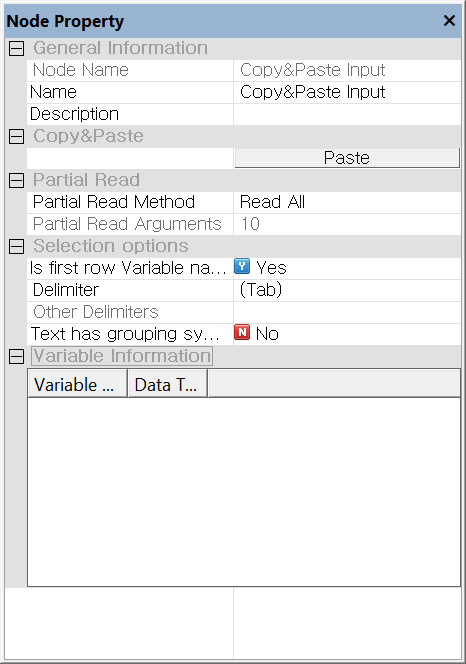 Node Property
General Information
Node Name Copy&Paste Input
Name Copy&Paste Input
Description
Copy&Paste
Paste
Partial Read
Partial Read Method Read All
Partial Read Arguments 10
Selection options
Is first row Variable na... Y Yes
Delimiter (Tab)
Other Delimiters
Text has grouping sy... N No
Variable Information
Variable ... Data T...